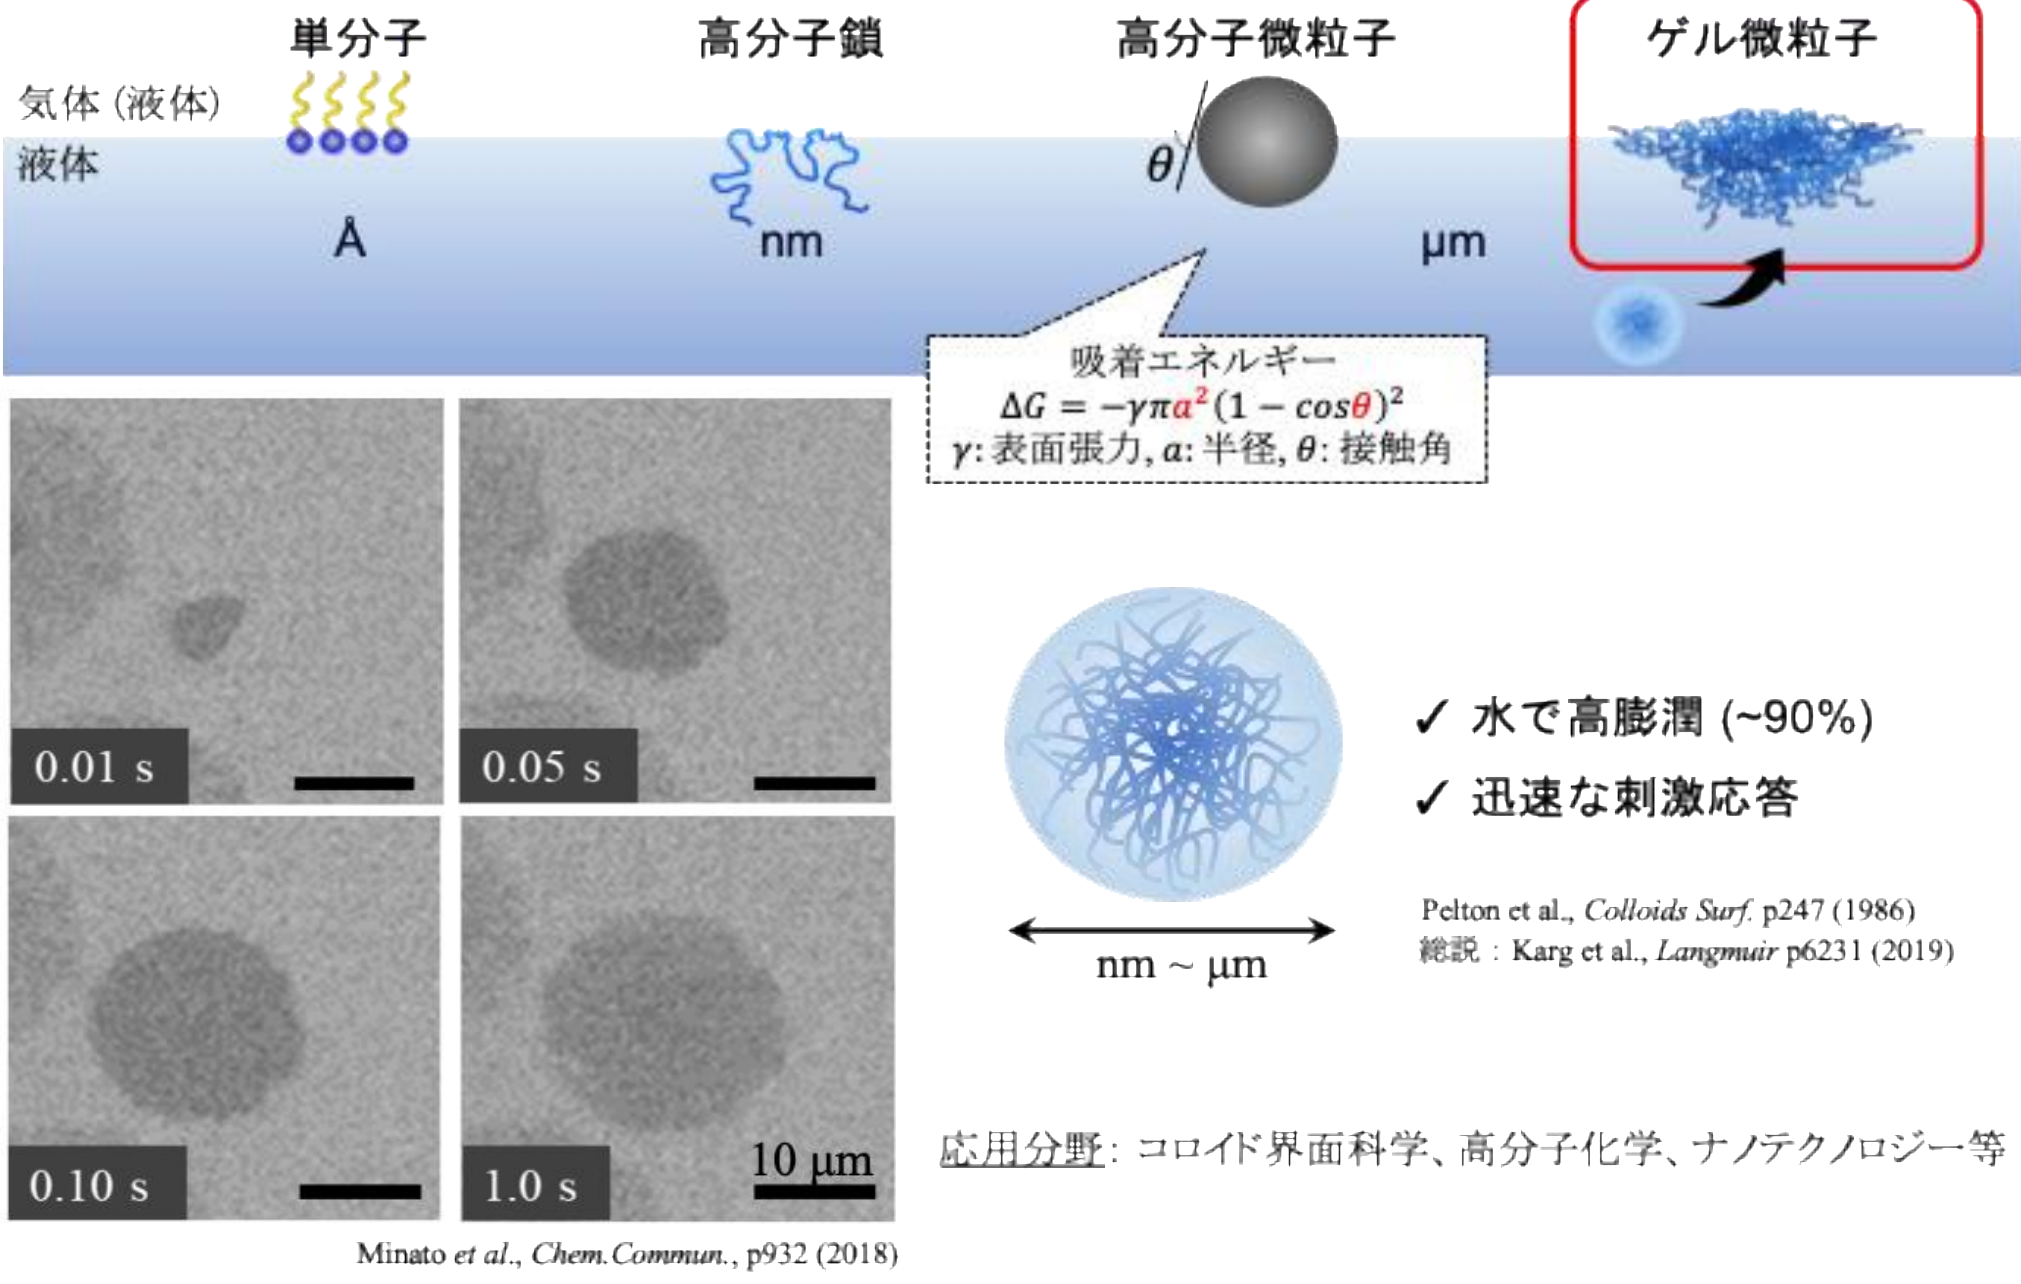 単分子
高分子鎖
高分子微粒子
ゲル微粒子
気体 (液体)
液体
θ
Å
nm
μm
吸着エネルギー
ΔG = −γπa²(1 − cosθ)²
γ: 表面張力, a: 半径, θ: 接触角
0.01 s
0.05 s
0.10 s
1.0 s
10 μm
Minato et al., Chem.Commun., p932 (2018)
nm ~ μm
✓ 水で高膨潤 (~90%)
✓ 迅速な刺激応答
Pelton et al., Colloids Surf. p247 (1986)
総説：Karg et al., Langmuir p6231 (2019)
応用分野：コロイド界面科学、高分子化学、ナノテクノロジー等